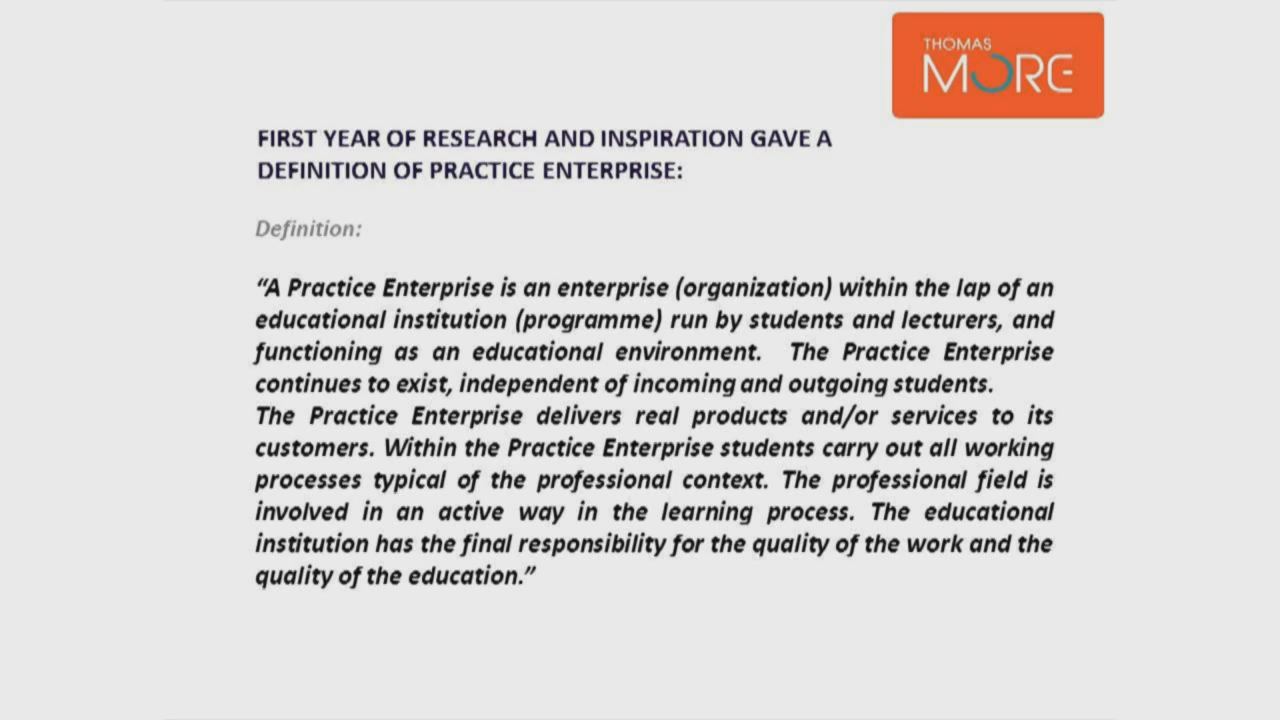 THOMAS
MORE
FIRST YEAR OF RESEARCH AND INSPIRATION GAVE A
DEFINITION OF PRACTICE ENTERPRISE:
Definition:
“A Practice Enterprise is an enterprise (organization) within the lap of an
educational institution (programme) run by students and lecturers, and
functioning as an educational environment. The Practice Enterprise
continues to exist, independent of incoming and outgoing students.
The Practice Enterprise delivers real products and/or services to its
customers. Within the Practice Enterprise students carry out all working
processes typical of the professional context. The professional field is
involved in an active way in the learning process. The educational
institution has the final responsibility for the quality of the work and the
quality of the education.”